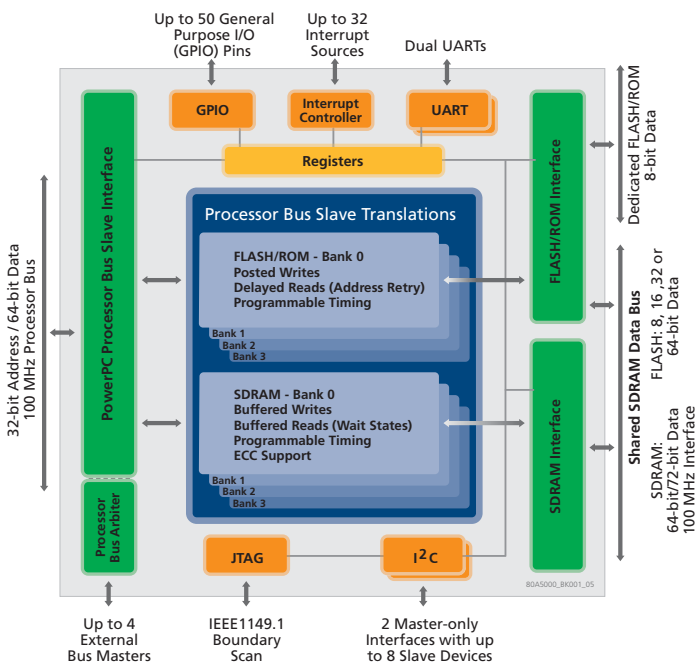 Up to 50 General
Purpose I/O
(GPIO) Pins
Up to 32
Interrupt
Sources
Dual UARTs
GPIO
Interrupt
Controller
UART
Registers
32-bit Address / 64-bit Data
100 MHz Processor Bus
PowerPC Processor Bus Slave Interface
Processor
Bus Arbiter
Processor Bus Slave Translations
FLASH/ROM - Bank 0
Posted Writes
Delayed Reads (Address Retry)
Programmable Timing
Bank 1
Bank 2
Bank 3
SDRAM - Bank 0
Buffered Writes
Buffered Reads (Wait States)
Programmable Timing
ECC Support
Bank 1
Bank 2
Bank 3
FLASH/ROM Interface
SDRAM Interface
Dedicated FLASH/ROM
8-bit Data
Shared SDRAM Data Bus
FLASH: 8, 16 ,32 or
64-bit Data
SDRAM:
64-bit/72-bit Data
100 MHz Interface
JTAG
I2C
80A5000_BK001_05
Up to 4
External
Bus Masters
IEEE1149.1
Boundary
Scan
2 Master-only
Interfaces with up
to 8 Slave Devices